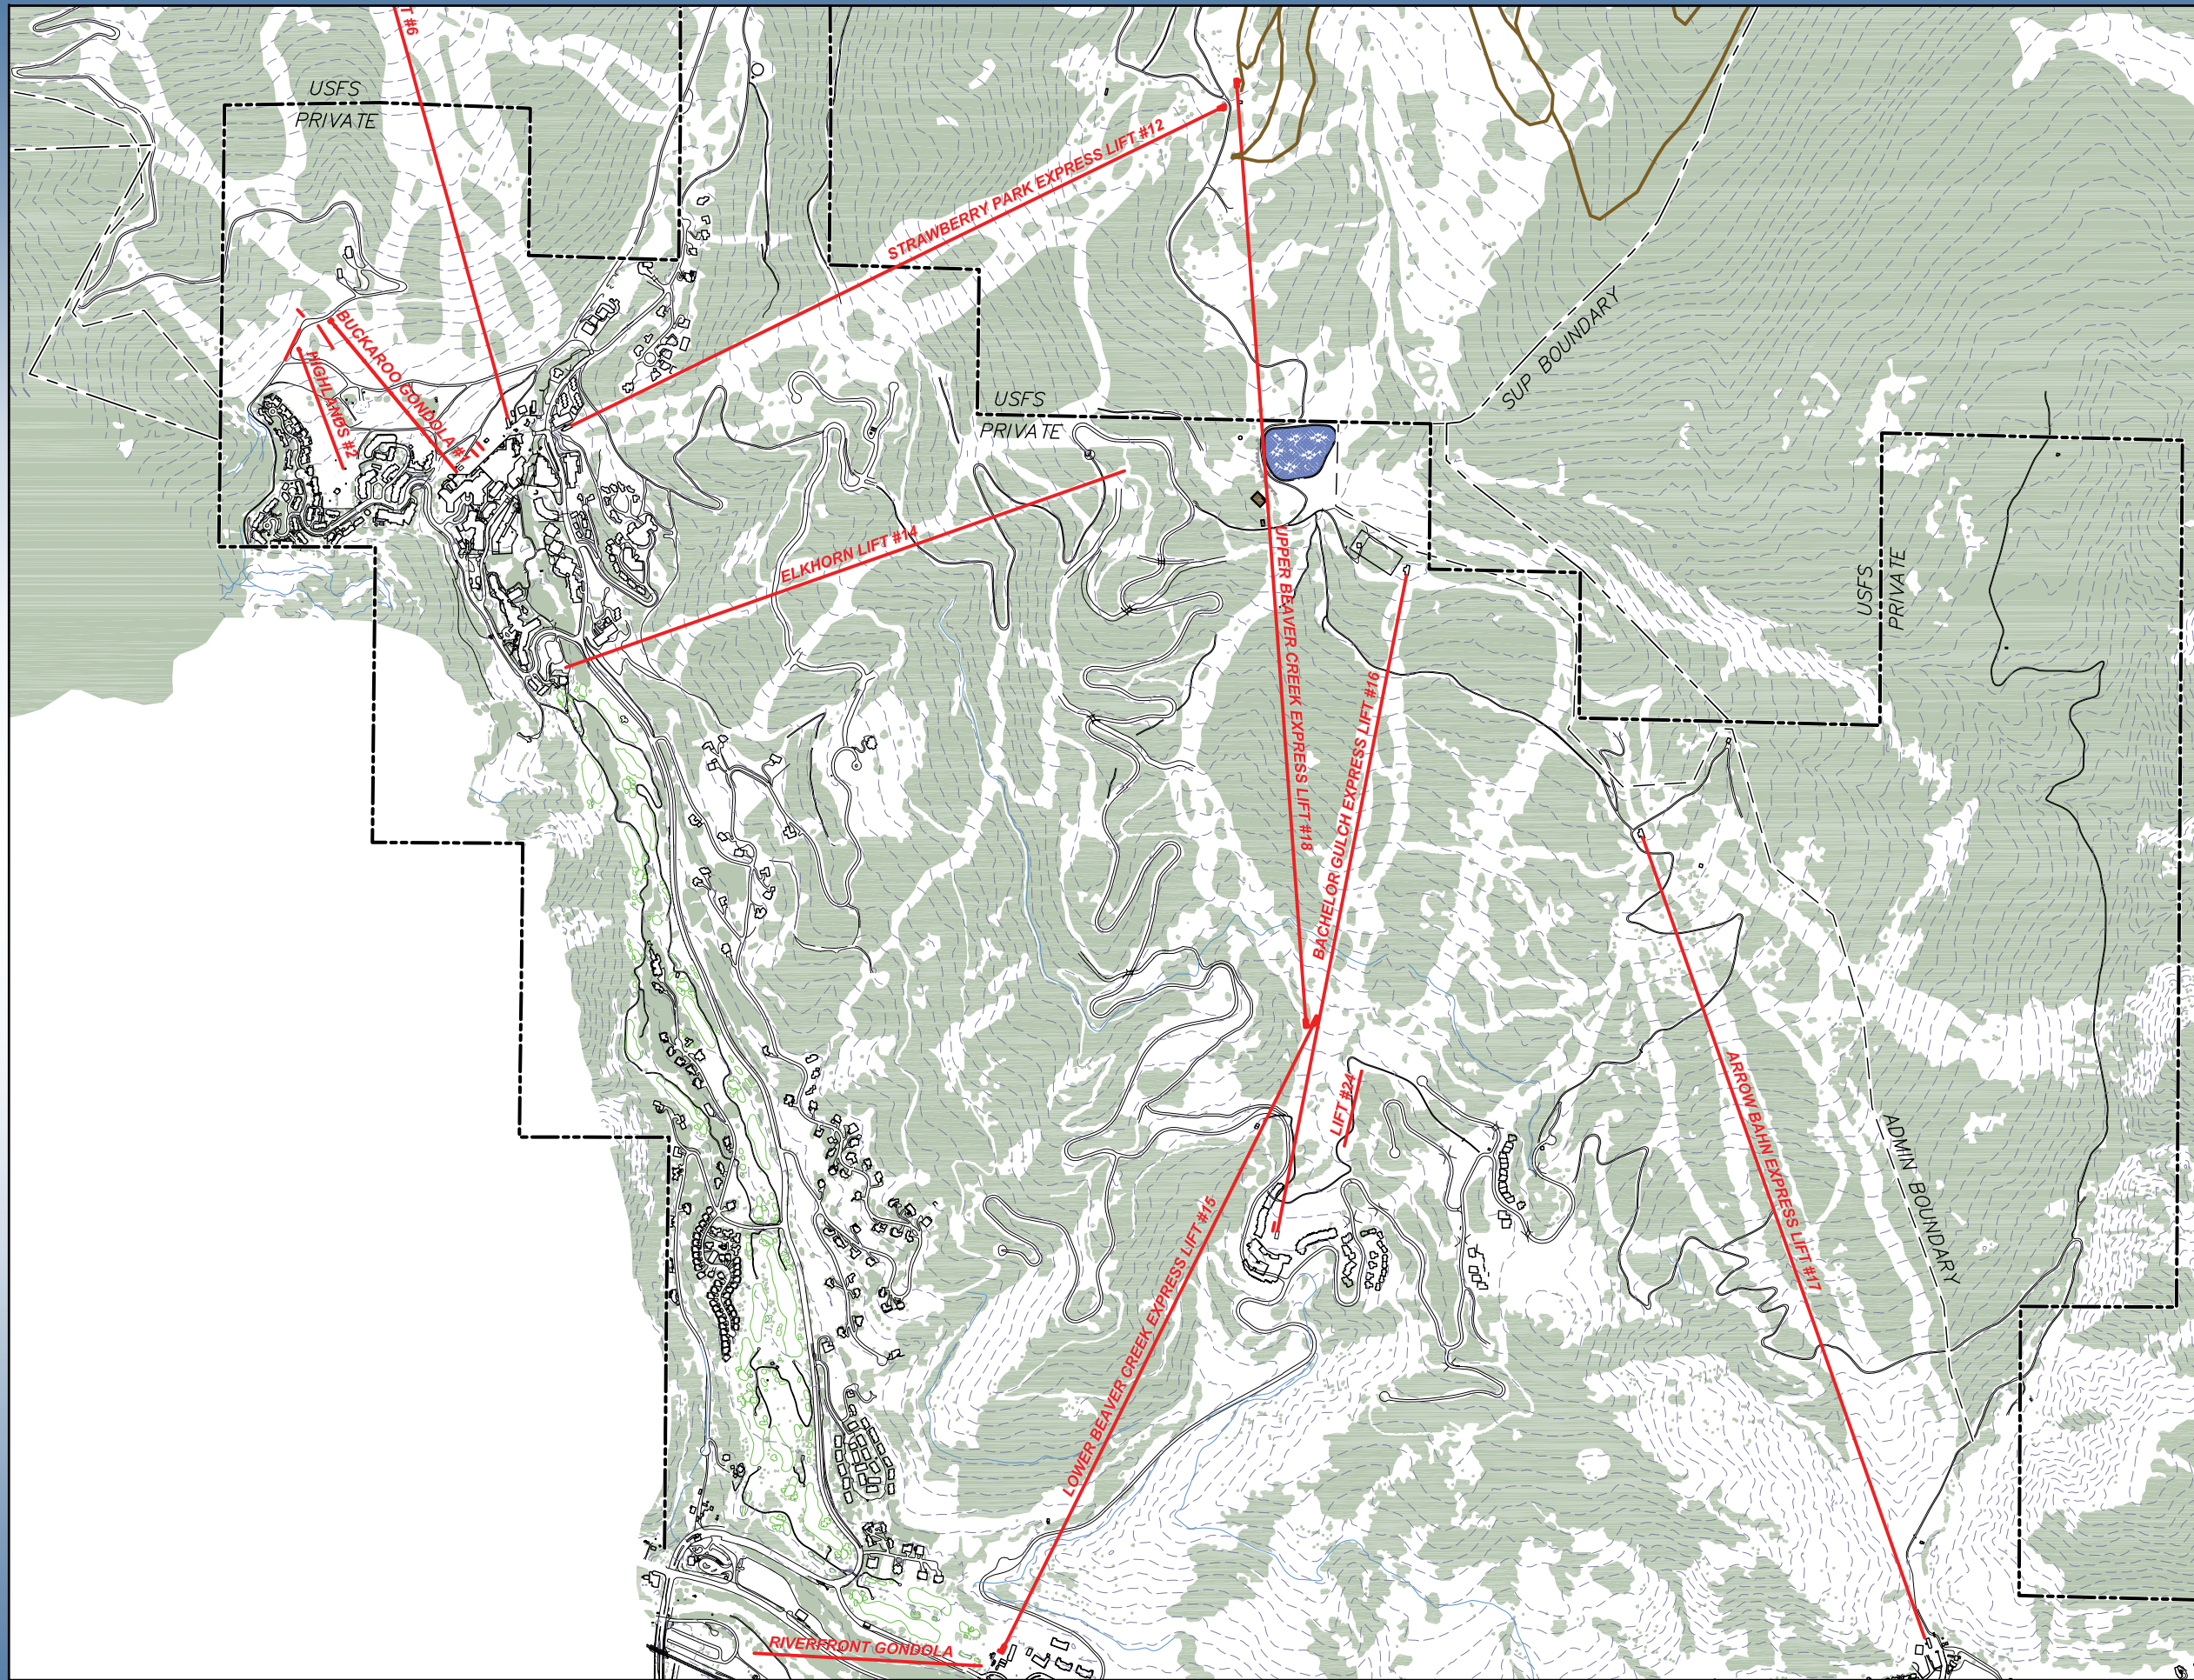 T #6
USFS
PRIVATE
STRAWBERRY PARK EXPRESS LIFT #12
BUCKAROO GONDOLA #1
HIGHLANDS #2
SUP BOUNDARY
USFS
PRIVATE
ELKHORN LIFT #14
UPPER BEAVER CREEK EXPRESS LIFT #18
USFS
PRIVATE
BACHELOR GULCH EXPRESS LIFT #16
LIFT #24
ARROW BAHN EXPRESS LIFT #17
ADMIN BOUNDARY
LOWER BEAVER CREEK EXPRESS LIFT #15
RIVERFRONT GONDOLA